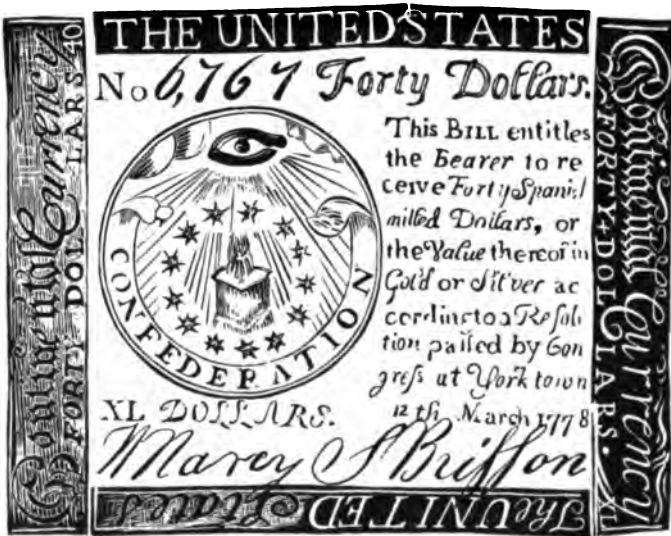 THE UNITED STATES
No 6,767 Forty Dollars.
This BILL entitles
the Bearer to re
ceive Forty Spaniſh
milled Dollars, or
the Value thereof in
Gold or Silver ac
cording to a Reſolu
tion paſſed by Con
greſs at York town
12th March 1778
CONFEDERATION
XL DOLLARS.
Marcy S
The UNITED States
Continental Currency
FORTY DOLLARS 40
Continental Currency
FORTY DOLLARS. XL